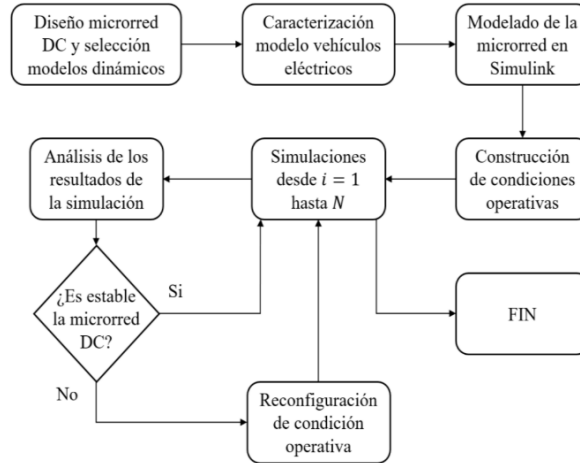 Diseño microrred
DC y selección
modelos dinámicos
Caracterización
modelo vehículos
eléctricos
Modelado de la
microrred en
Simulink
Análisis de los
resultados de
la simulación
Simulaciones
desde i = 1
hasta N
Construcción
de condiciones
operativas
¿Es estable
la microrred
DC?
Si
FIN
No
Reconfiguración
de condición
operativa